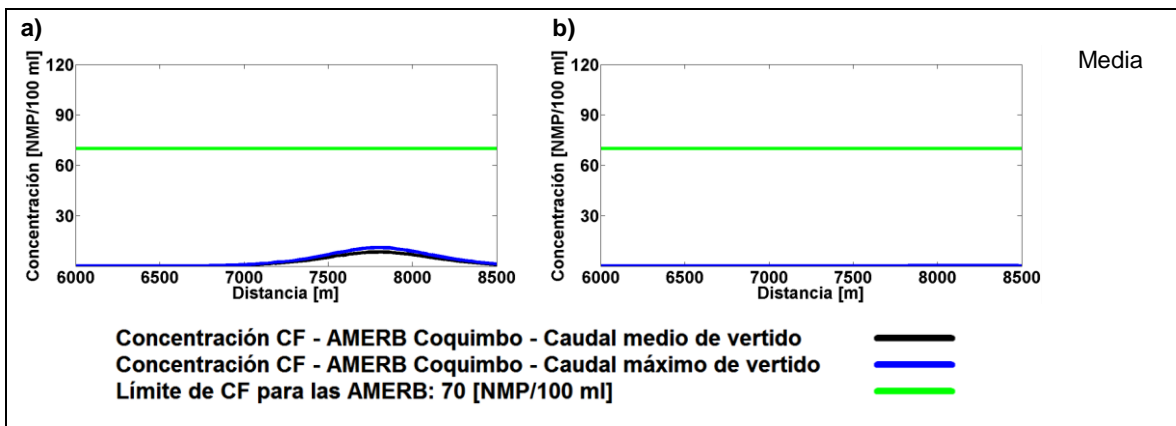 a)
Concentración [NMP/100 ml]
120
90
60
30
6000 6500 7000 7500 8000 8500
Distancia [m]
b)
Concentración [NMP/100 ml]
120
90
60
30
6000 6500 7000 7500 8000 8500
Distancia [m]
Media
Concentración CF - AMERB Coquimbo - Caudal medio de vertido
Concentración CF - AMERB Coquimbo - Caudal máximo de vertido
Límite de CF para las AMERB: 70 [NMP/100 ml]